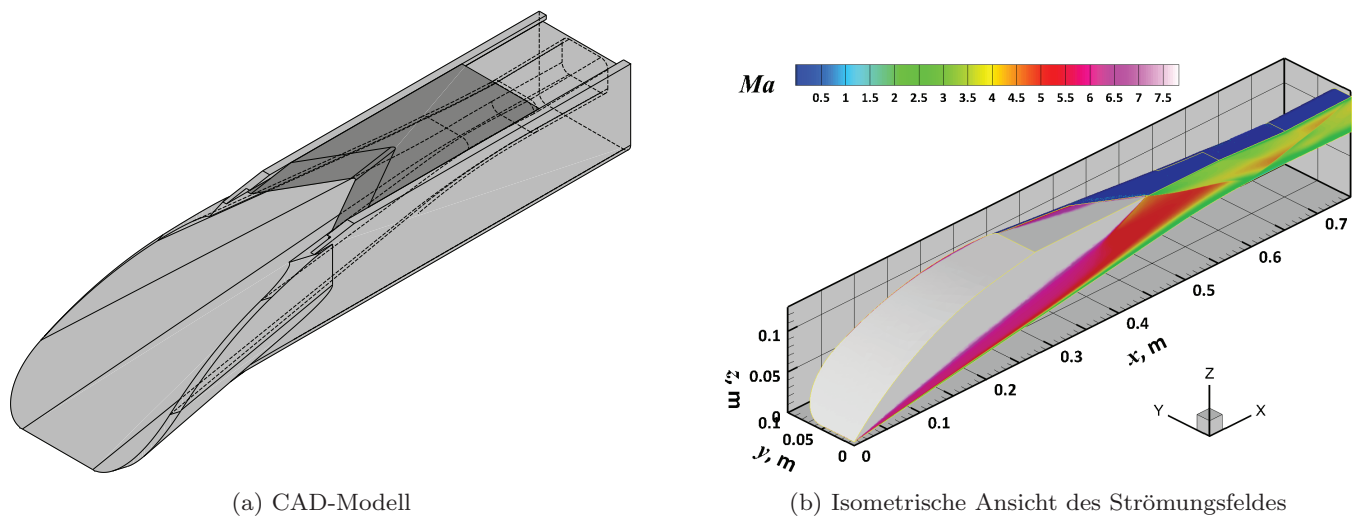 Ma
0.5 1 1.5 2 2.5 3 3.5 4 4.5 5 5.5 6 6.5 7 7.5
0.1
0.05
0
z, m
0.1
0.05
0
y, m
0
0.1
0.2
0.3
0.4
0.5
0.6
0.7
x, m
Z
Y
X
(a) CAD-Modell
(b) Isometrische Ansicht des Strömungsfeldes